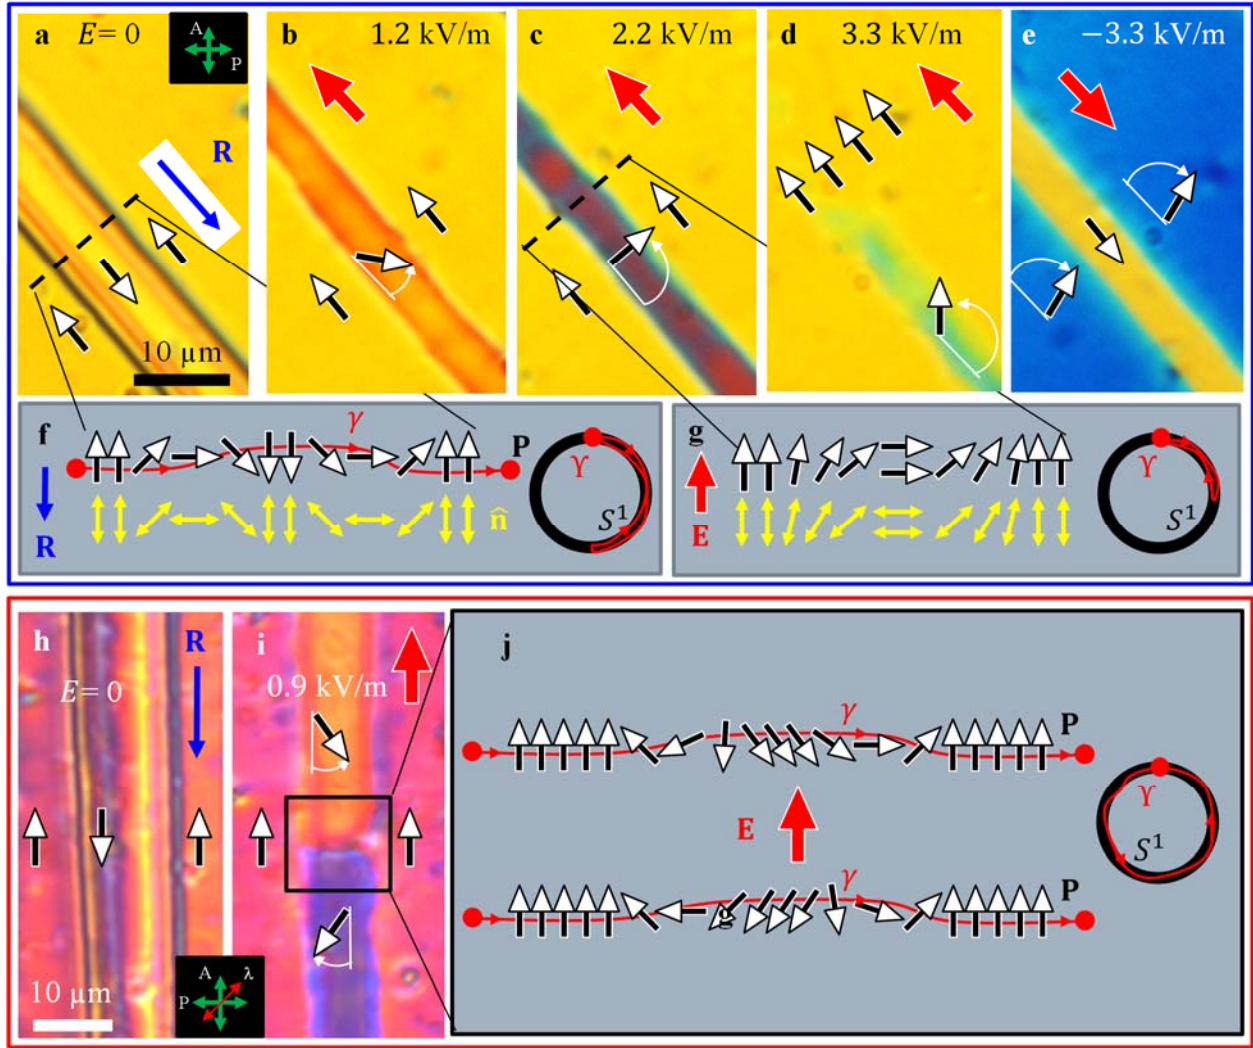 a E= 0 A P
b 1.2 kV/m
c 2.2 kV/m
d 3.3 kV/m
e −3.3 kV/m
R
10 µm
f γ P ϒ
n̂ S¹
R
g ϒ
S¹
E
h R
E= 0
A λ
P
10 µm
i
0.9 kV/m
j
γ P
ϒ
E S¹
γ P
g